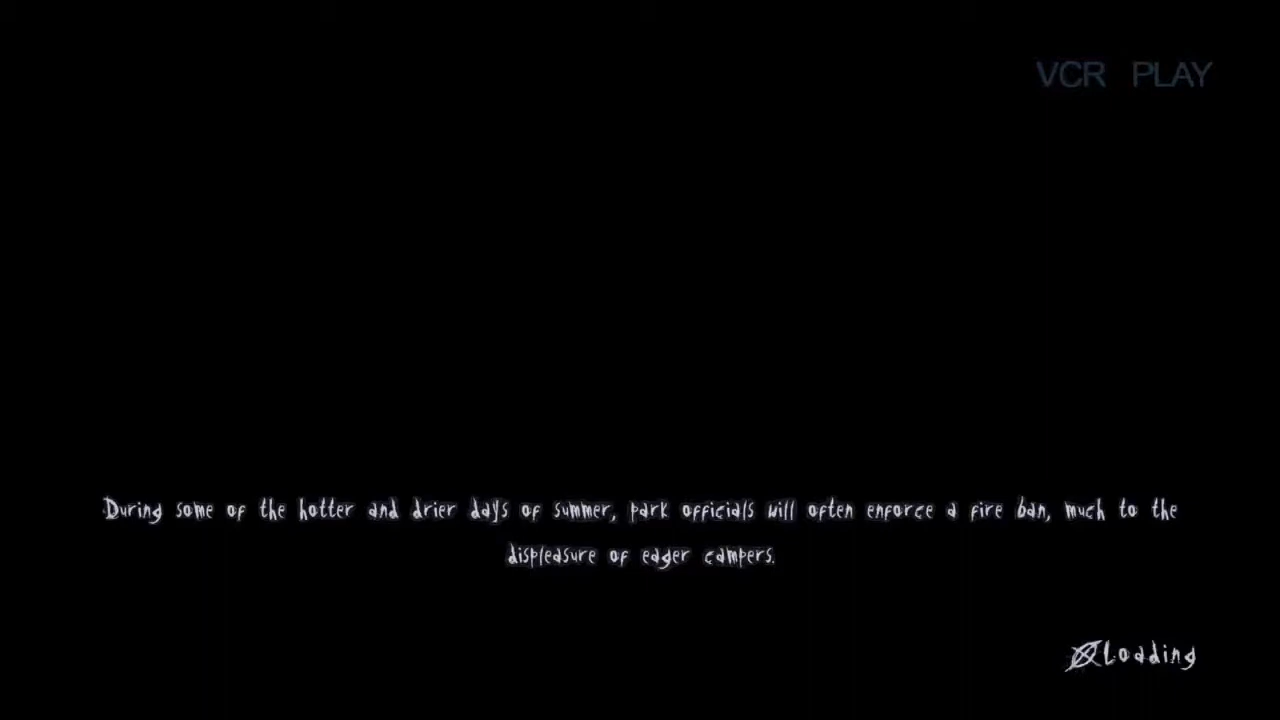 VCR PLAY
During some of the hotter and drier days of summer, park officials will often enforce a fire ban, much to the
displeasure of eager campers.
Loading